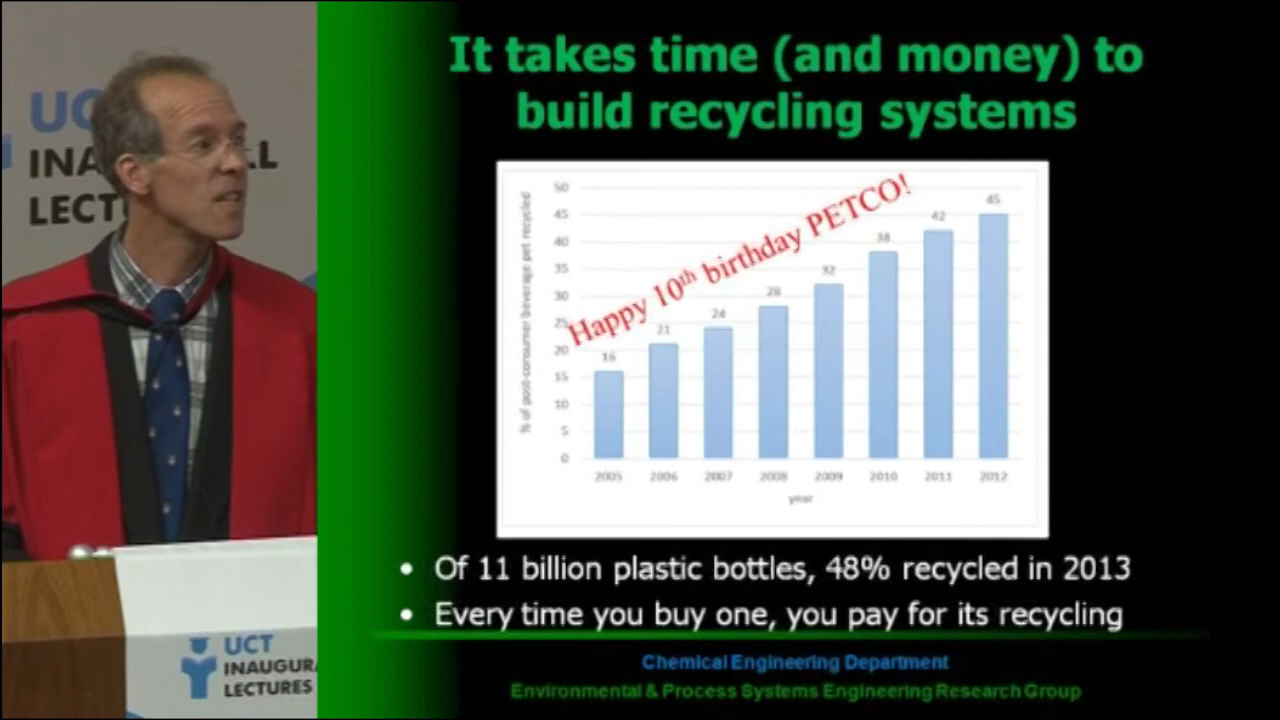 UC
INA
LL
LECT
It takes time (and money) to
build recycling systems
% of post-consumer beverage pet recycled
50
45
40
35
30
25
20
15
10
5
0
16
21
24
28
32
38
42
45
Happy 10th birthday PETCO!
2005
2006
2007
2008
2009
2010
2011
2012
year
• Of 11 billion plastic bottles, 48% recycled in 2013
• Every time you buy one, you pay for its recycling
Chemical Engineering Department
Environmental & Process Systems Engineering Research Group
UCT
INAUGURA
LECTURES